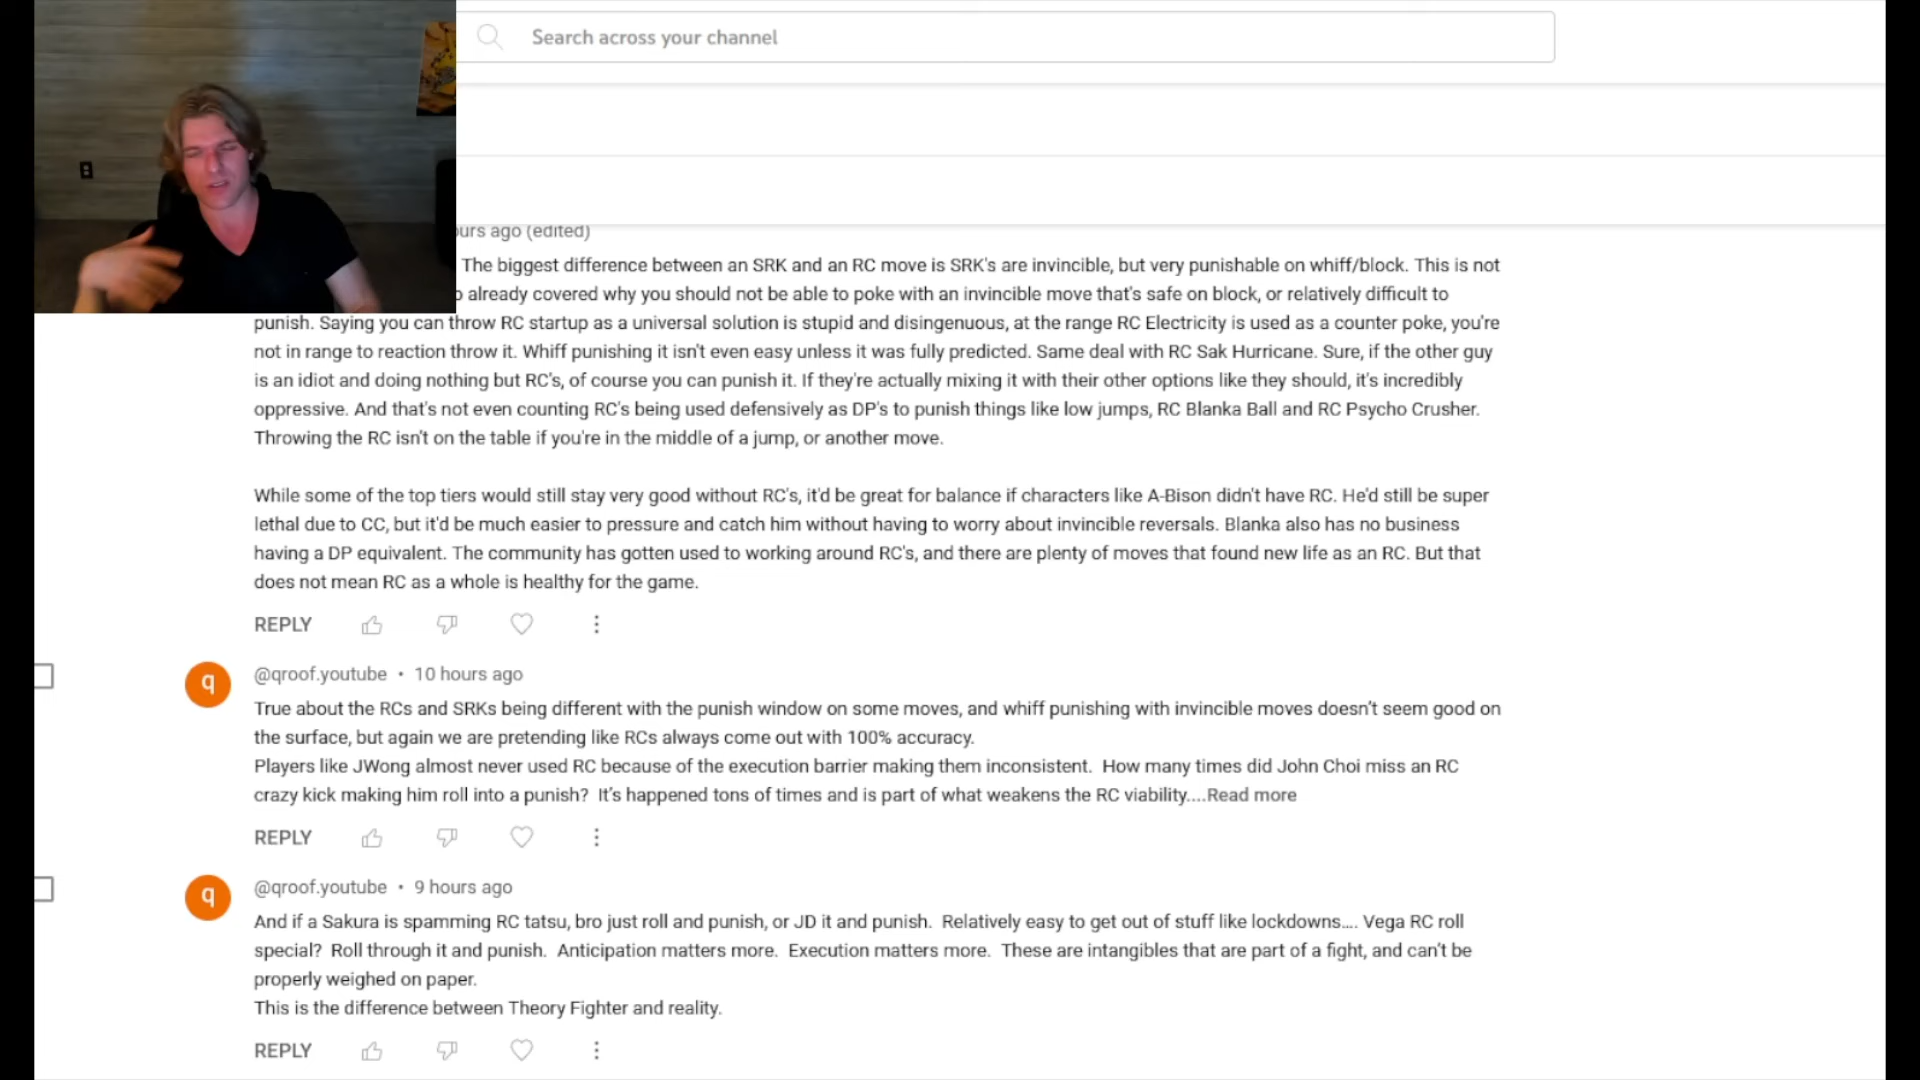 Search across your channel
ours ago (edited)
The biggest difference between an SRK and an RC move is SRK's are invincible, but very punishable on whiff/block. This is not
already covered why you should not be able to poke with an invincible move that's safe on block, or relatively difficult to
punish. Saying you can throw RC startup as a universal solution is stupid and disingenuous, at the range RC Electricity is used as a counter poke, you're
not in range to reaction throw it. Whiff punishing it isn't even easy unless it was fully predicted. Same deal with RC Sak Hurricane. Sure, if the other guy
is an idiot and doing nothing but RC's, of course you can punish it. If they're actually mixing it with their other options like they should, it's incredibly
oppressive. And that's not even counting RC's being used defensively as DP's to punish things like low jumps, RC Blanka Ball and RC Psycho Crusher.
Throwing the RC isn't on the table if you're in the middle of a jump, or another move.
While some of the top tiers would still stay very good without RC's, it'd be great for balance if characters like A-Bison didn't have RC. He'd still be super
lethal due to CC, but it'd be much easier to pressure and catch him without having to worry about invincible reversals. Blanka also has no business
having a DP equivalent. The community has gotten used to working around RC's, and there are plenty of moves that found new life as an RC. But that
does not mean RC as a whole is healthy for the game.
REPLY
q
@qroof.youtube • 10 hours ago
True about the RCs and SRKs being different with the punish window on some moves, and whiff punishing with invincible moves doesn't seem good on
the surface, but again we are pretending like RCs always come out with 100% accuracy.
Players like JWong almost never used RC because of the execution barrier making them inconsistent. How many times did John Choi miss an RC
crazy kick making him roll into a punish? It's happened tons of times and is part of what weakens the RC viability....Read more
REPLY
q
@qroof.youtube • 9 hours ago
And if a Sakura is spamming RC tatsu, bro just roll and punish, or JD it and punish. Relatively easy to get out of stuff like lockdowns.... Vega RC roll
special? Roll through it and punish. Anticipation matters more. Execution matters more. These are intangibles that are part of a fight, and can't be
properly weighed on paper.
This is the difference between Theory Fighter and reality.
REPLY